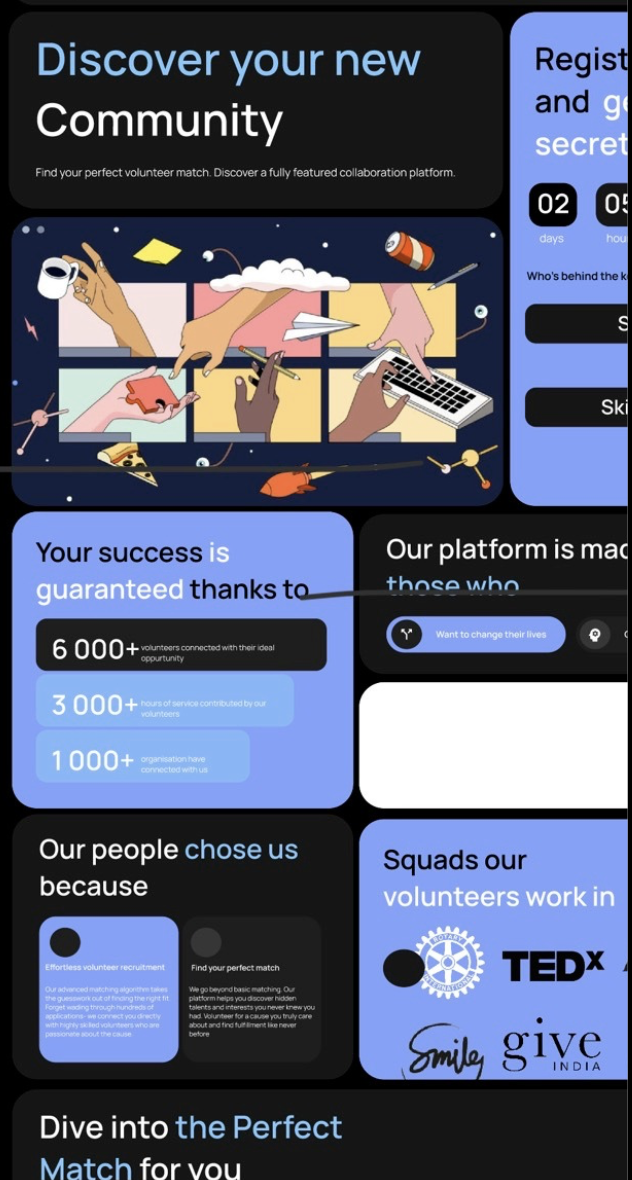 Discover your new
Community
Find your perfect volunteer match. Discover a fully featured collaboration platform.
Regist
and ge
secret
02
05
days
hou
Who's behind the k
S
Ski
Your success is
guaranteed thanks to
6 000+
volunteers connected with their ideal
oppurtunity
3 000+
hours of service contributed by our
volunteers
1 000+
organisation have
connected with us
Our platform is mad
those who
Want to change their lives
Our people chose us
because
Effortless volunteer recruitment
Our advanced matching algorithm takes
the guesswork out of finding the right fit.
Forget wading through hundreds of
applications- we connect you directly
with highly skilled volunteers who are
passionate about the cause
Find your perfect match
We go beyond basic matching. Our
platform helps you discover hidden
talents and interests you never knew you
had. Volunteer for a cause you truly care
about and find fulfillment like never
before
Squads our
volunteers work in
ROTARY
INTERNATIONAL
TEDx
Smile
give
INDIA
Dive into the Perfect
Match for you